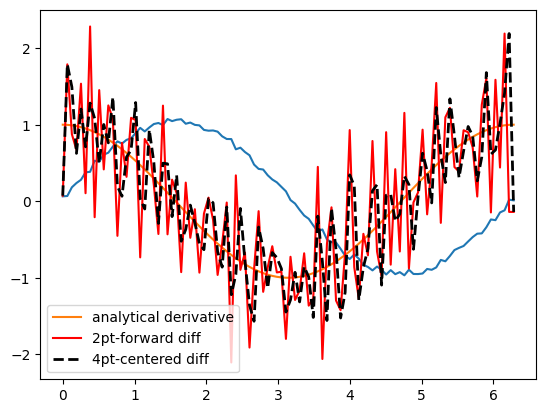 2
1
0
−1
−2
analytical derivative
2pt-forward diff
4pt-centered diff
0 1 2 3 4 5 6